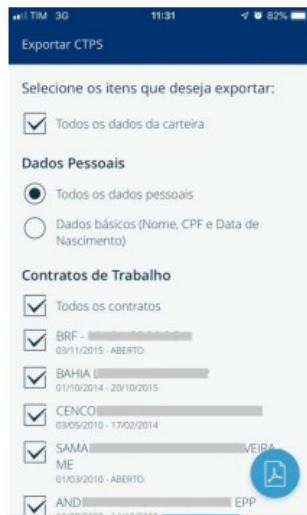 TIM 3G 11:31 82%
Exportar CTPS
Selecione os itens que deseja exportar:
Todos os dados da carteira
Dados Pessoais
Todos os dados pessoais
Dados básicos (Nome, CPF e Data de
Nascimento)
Contratos de Trabalho
Todos os contratos
BRF -
03/11/2015 - ABERTO
BAHIA
01/10/2014 - 20/10/2015
CENCO
03/05/2010 - 17/02/2014
SAMA VEIRA -
ME
01/03/2010 - ABERTO
AND EPP